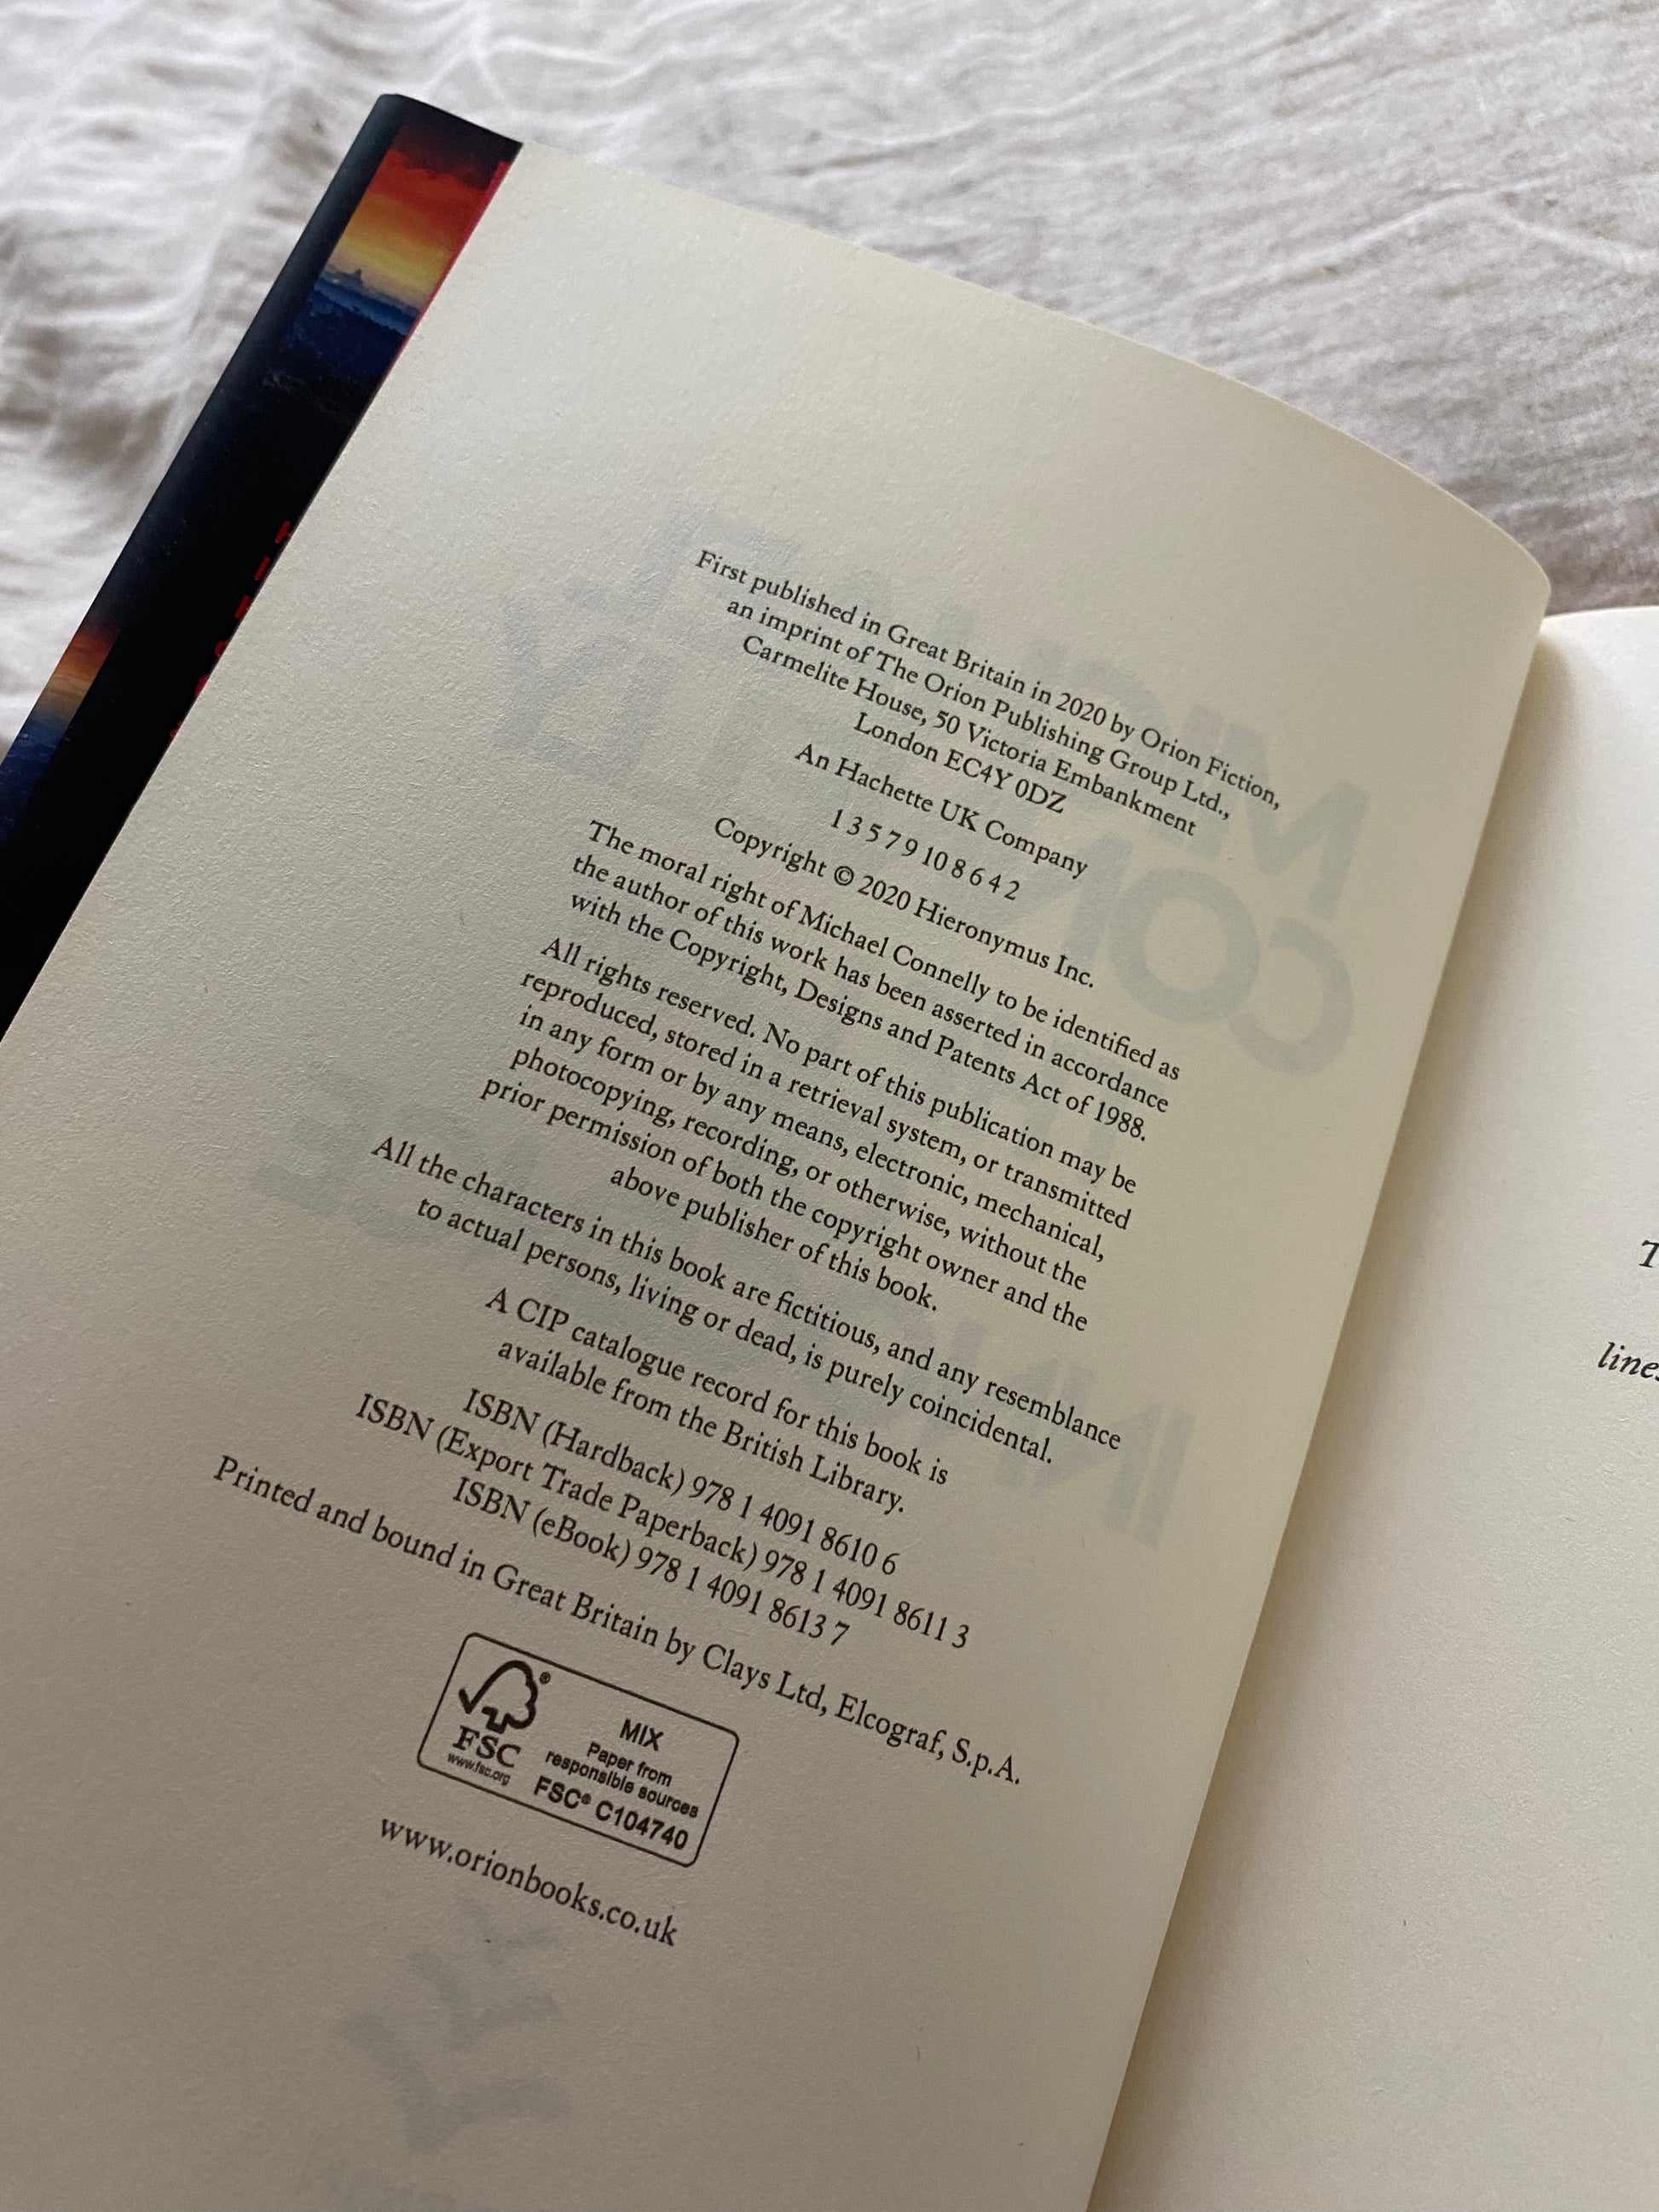 First published in Great Britain in 2020 by Orion Fiction,
an imprint of The Orion Publishing Group Ltd.,
Carmelite House, 50 Victoria Embankment
London EC4Y 0DZ
An Hachette UK Company
1 3 5 7 9 10 8 6 4 2
Copyright © 2020 Hieronymus Inc.
The moral right of Michael Connelly to be identified as
the author of this work has been asserted in accordance
with the Copyright, Designs and Patents Act of 1988.
All rights reserved. No part of this publication may be
reproduced, stored in a retrieval system, or transmitted
in any form or by any means, electronic, mechanical,
photocopying, recording, or otherwise, without the
prior permission of both the copyright owner and the
above publisher of this book.
All the characters in this book are fictitious, and any resemblance
to actual persons, living or dead, is purely coincidental.
A CIP catalogue record for this book is
available from the British Library.
ISBN (Hardback) 978 1 4091 8610 6
ISBN (Export Trade Paperback) 978 1 4091 8611 3
ISBN (eBook) 978 1 4091 8613 7
Printed and bound in Great Britain by Clays Ltd, Elcograf, S.p.A.
FSC®
www.fsc.org
MIX
Paper from
responsible sources
FSC® C104740
www.orionbooks.co.uk